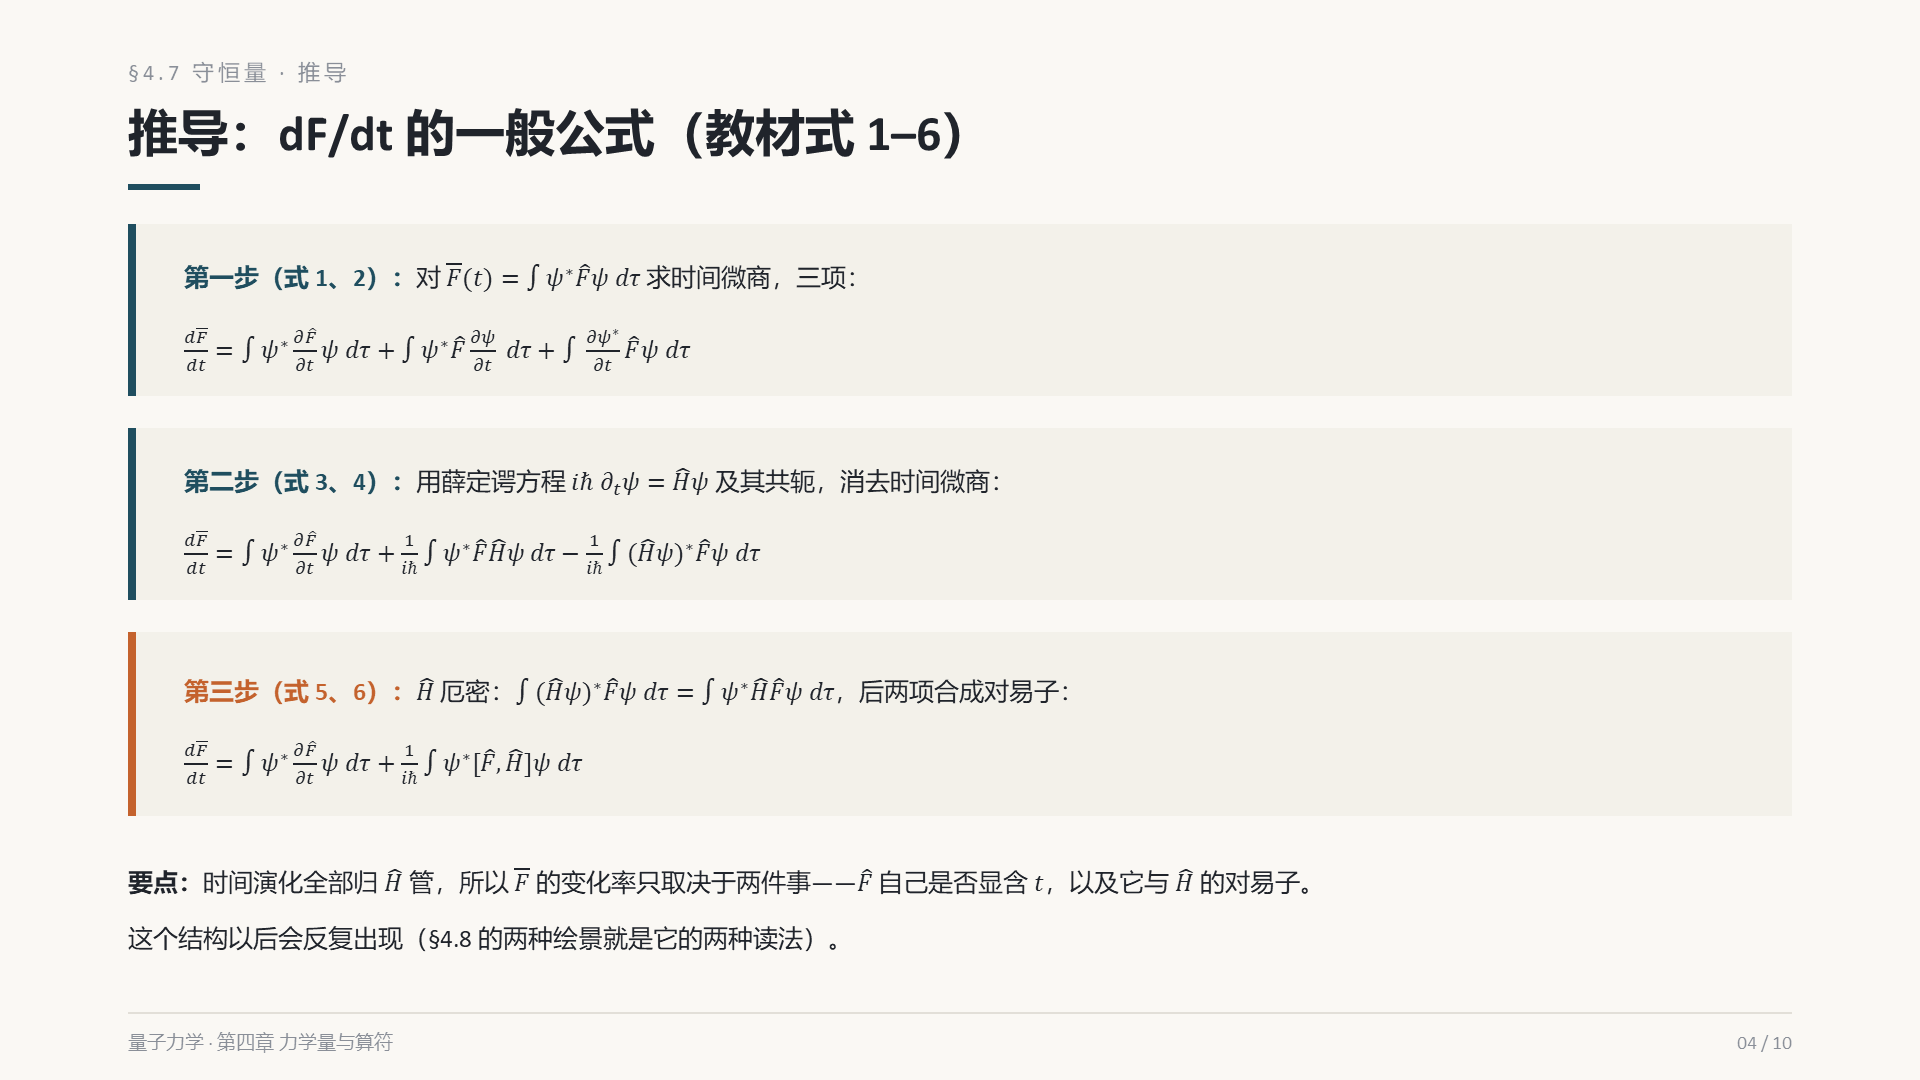 §4.7 守恒量 · 推导
推导：dF/dt 的一般公式（教材式 1–6）
第一步（式 1、2）：对 F̅(t) = ∫ ψ*F̂ψ dτ 求时间微商，三项：
dF̅/dt = ∫ ψ* ∂F̂/∂t ψ dτ + ∫ ψ*F̂ ∂ψ/∂t dτ + ∫ ∂ψ*/∂t F̂ψ dτ
第二步（式 3、4）：用薛定谔方程 iħ ∂ₜψ = Ĥψ 及其共轭，消去时间微商：
dF̅/dt = ∫ ψ* ∂F̂/∂t ψ dτ + 1/iħ ∫ ψ*F̂Ĥψ dτ − 1/iħ ∫ (Ĥψ)*F̂ψ dτ
第三步（式 5、6）：Ĥ 厄密：∫ (Ĥψ)*F̂ψ dτ = ∫ ψ*ĤF̂ψ dτ，后两项合成对易子：
dF̅/dt = ∫ ψ* ∂F̂/∂t ψ dτ + 1/iħ ∫ ψ*[F̂, Ĥ]ψ dτ
要点：时间演化全部归 Ĥ 管，所以 F̅ 的变化率只取决于两件事——F̂ 自己是否显含 t，以及它与 Ĥ 的对易子。
这个结构以后会反复出现（§4.8 的两种绘景就是它的两种读法）。
量子力学 · 第四章 力学量与算符
04 / 10